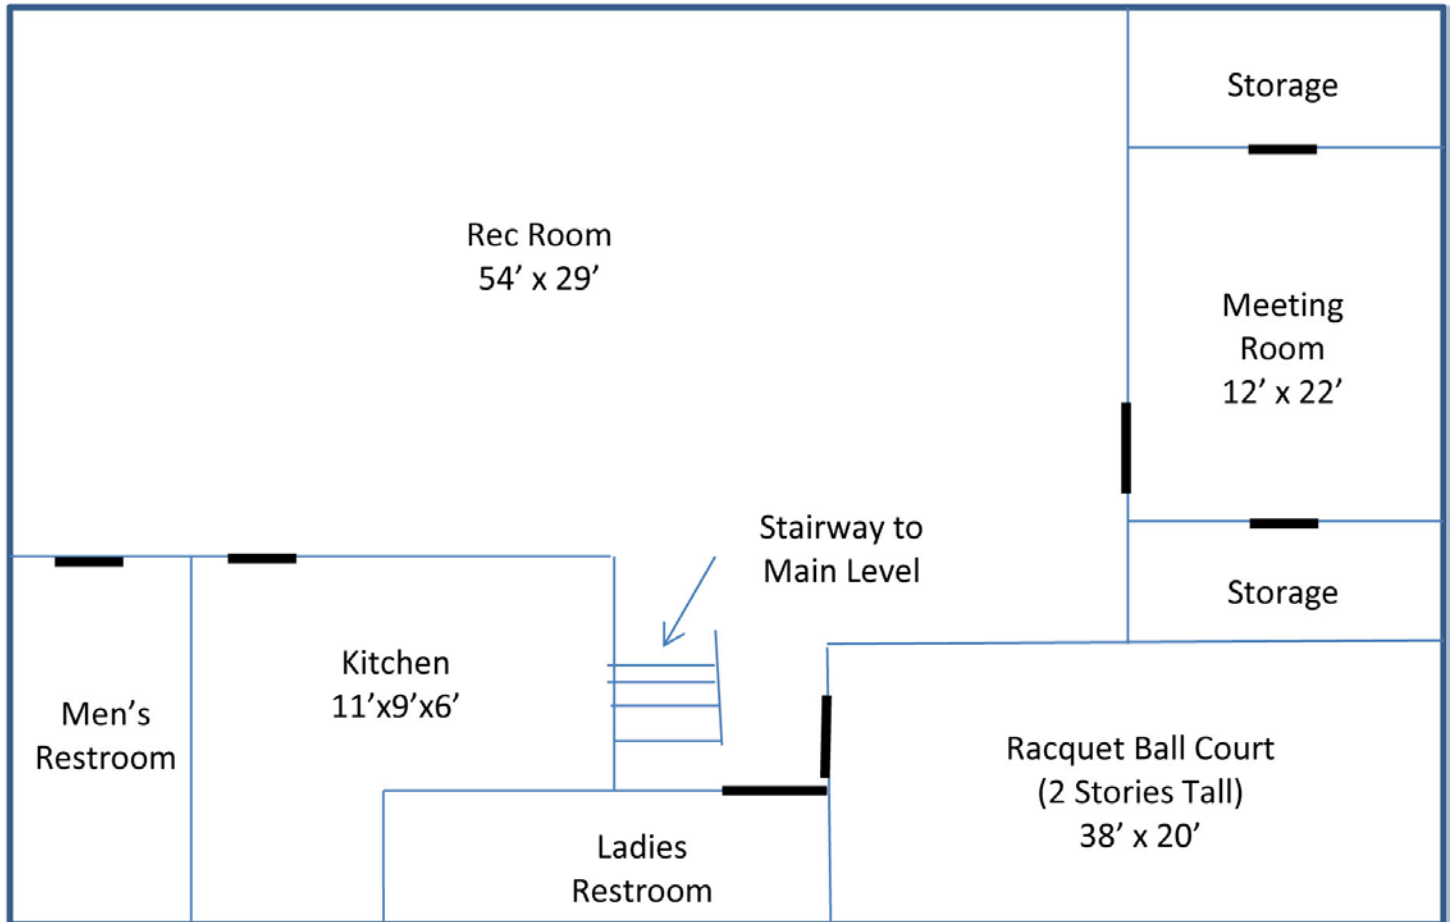 Storage
Rec Room
54’ x 29’
Meeting
Room
12’ x 22’
Stairway to
Main Level
Storage
Kitchen
11’x9’x6’
Men’s
Restroom
Racquet Ball Court
(2 Stories Tall)
38’ x 20’
Ladies
Restroom